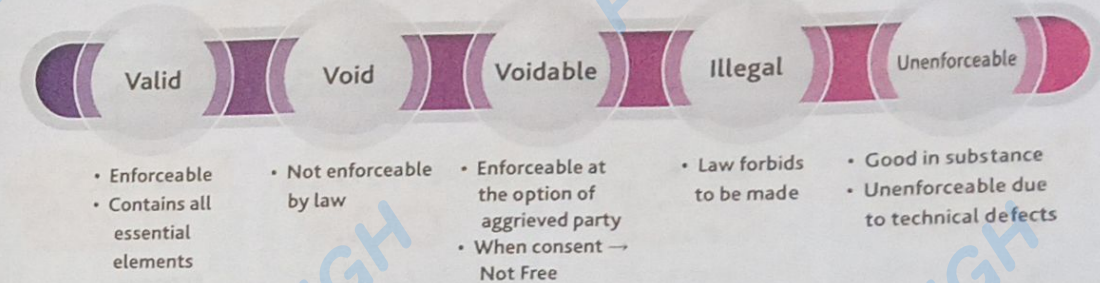 Valid
Void
Voidable
Illegal
Unenforceable
• Enforceable
• Contains all
essential
elements
• Not enforceable
by law
• Enforceable at
the option of
aggrieved party
• When consent →
Not Free
• Law forbids
to be made
• Good in substance
• Unenforceable due
to technical defects
GH
GH